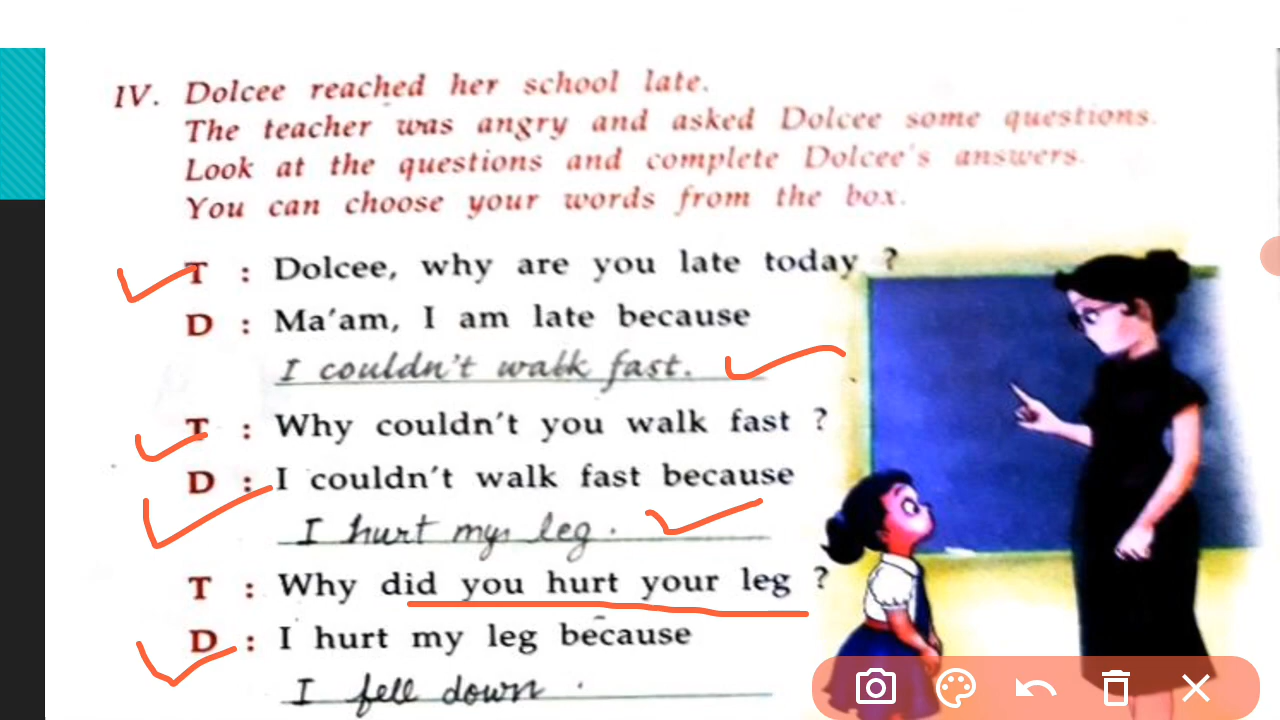 IV. Dolcee reached her school late.
The teacher was angry and asked Dolcee some questions.
Look at the questions and complete Dolcee's answers.
You can choose your words from the box.
T : Dolcee, why are you late today ?
D : Ma'am, I am late because
I couldn't walk fast.
T : Why couldn't you walk fast ?
D : I couldn't walk fast because
I hurt my leg.
T : Why did you hurt your leg ?
D : I hurt my leg because
I fell down.